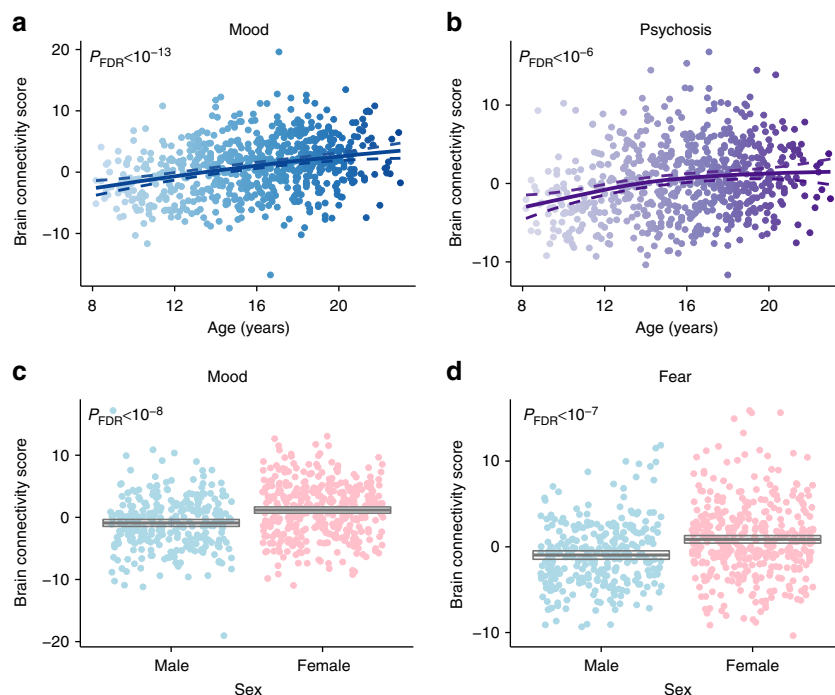 a
Mood
P_FDR<10^−13
Brain connectivity score
20
10
0
−10
8
12
16
20
Age (years)
b
Psychosis
P_FDR<10^−6
Brain connectivity score
10
0
−10
8
12
16
20
Age (years)
c
Mood
P_FDR<10^−8
Brain connectivity score
10
0
−10
−20
Male
Female
Sex
d
Fear
P_FDR<10^−7
Brain connectivity score
10
0
−10
Male
Female
Sex